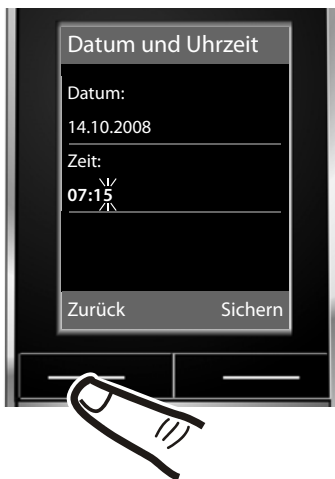 Datum und Uhrzeit
Datum:
14.10.2008
Zeit:
07:15
Zurück Sichern